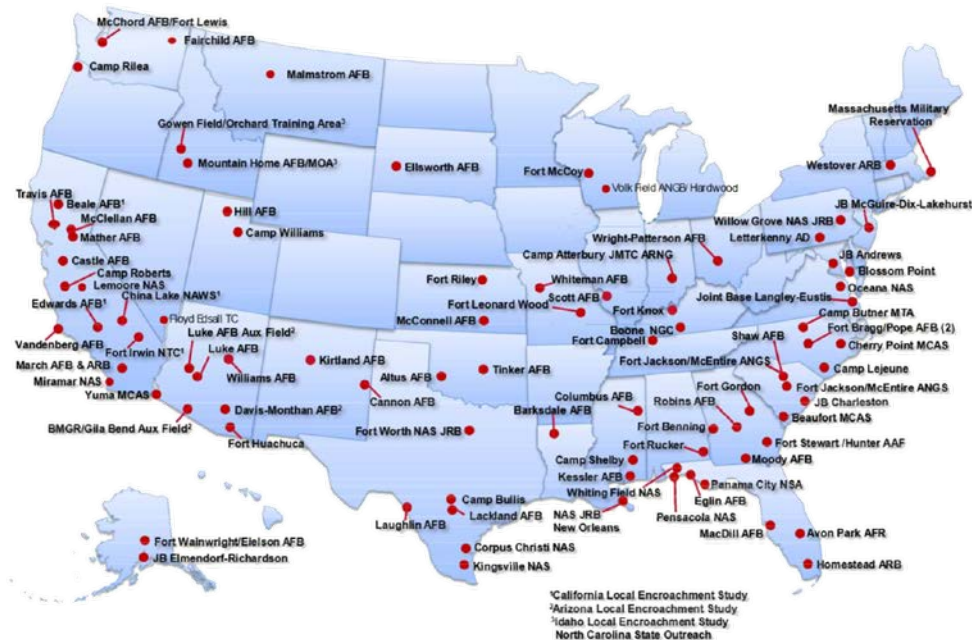 McChord AFB/Fort Lewis
Fairchild AFB
Camp Rilea
Malmstrom AFB
Gowen Field/Orchard Training Area³
Mountain Home AFB/MOA³
Ellsworth AFB
Fort McCoy
Volk Field ANGB/ Hardwood
Massachusetts Military
Reservation
Westover ARB
Travis AFB
Beale AFB¹
McClellan AFB
Mather AFB
Hill AFB
Camp Williams
JB McGuire-Dix-Lakehurst
Willow Grove NAS JRB
Letterkenny AD
Wright-Patterson AFB
Camp Atterbury JMTC ARNG
JB Andrews
Blossom Point
Oceana NAS
Joint Base Langley-Eustis
Castle AFB
Camp Roberts
Lemoore NAS
China Lake NAWS¹
Edwards AFB¹
Floyd Edsall TC
Vandenberg AFB
Fort Irwin NTC¹
Luke AFB Aux Field²
Luke AFB
Williams AFB
March AFB & ARB
Miramar NAS
Yuma MCAS
BMGR/Gila Bend Aux Field²
Davis-Monthan AFB²
Fort Huachuca
Kirtland AFB
Cannon AFB
Altus AFB
Tinker AFB
Fort Riley
McConnell AFB
Whiteman AFB
Scott AFB
Fort Leonard Wood
Fort Knox
Boone NGC
Fort Campbell
Camp Butner MTA
Fort Bragg/Pope AFB (2)
Cherry Point MCAS
Shaw AFB
Fort Jackson/McEntire ANGS
Camp Lejeune
Fort Jackson/McEntire ANGS
JB Charleston
Beaufort MCAS
Fort Gordon
Robins AFB
Columbus AFB
Barksdale AFB
Fort Benning
Fort Rucker
Fort Stewart /Hunter AAF
Moody AFB
Fort Worth NAS JRB
Camp Shelby
Kessler AFB
Whiting Field NAS
NAS JRB
New Orleans
Pensacola NAS
Eglin AFB
Panama City NSA
MacDill AFB
Avon Park AFR
Homestead ARB
Camp Bullis
Lackland AFB
Laughlin AFB
Corpus Christi NAS
Kingsville NAS
Fort Wainwright/Eielson AFB
JB Elmendorf-Richardson
¹California Local Encroachment Study
²Arizona Local Encroachment Study
³Idaho Local Encroachment Study
North Carolina State Outreach